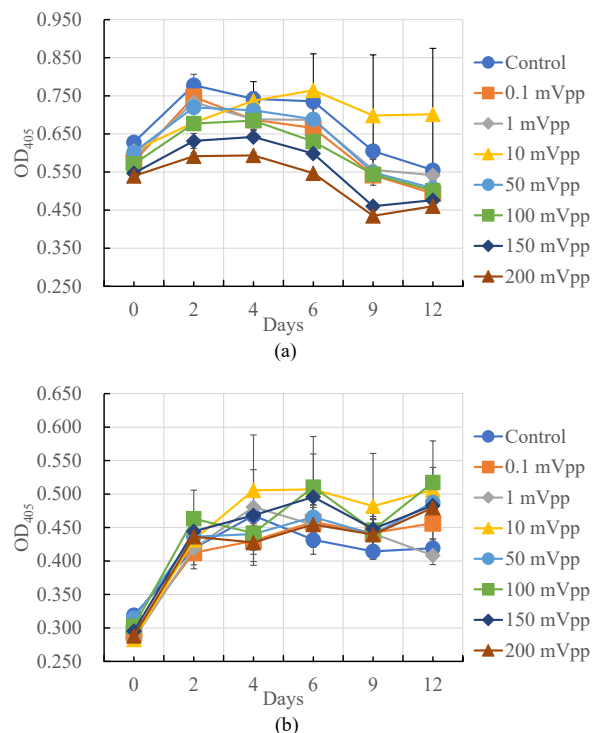 0.950
0.850
0.750
0.650
0.550
0.450
0.350
0.250
OD405
0 2 4 6 9 12
Days
Control
0.1 mVpp
1 mVpp
10 mVpp
50 mVpp
100 mVpp
150 mVpp
200 mVpp
(a)
0.650
0.600
0.550
0.500
0.450
0.400
0.350
0.300
0.250
OD405
0 2 4 6 9 12
Days
Control
0.1 mVpp
1 mVpp
10 mVpp
50 mVpp
100 mVpp
150 mVpp
200 mVpp
(b)